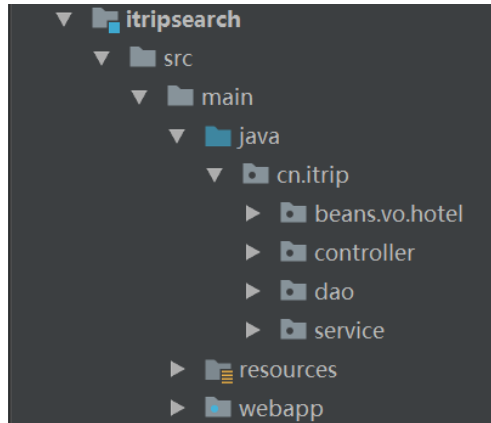 itripsearch
src
main
java
cn.itrip
beans.vo.hotel
controller
dao
service
resources
webapp